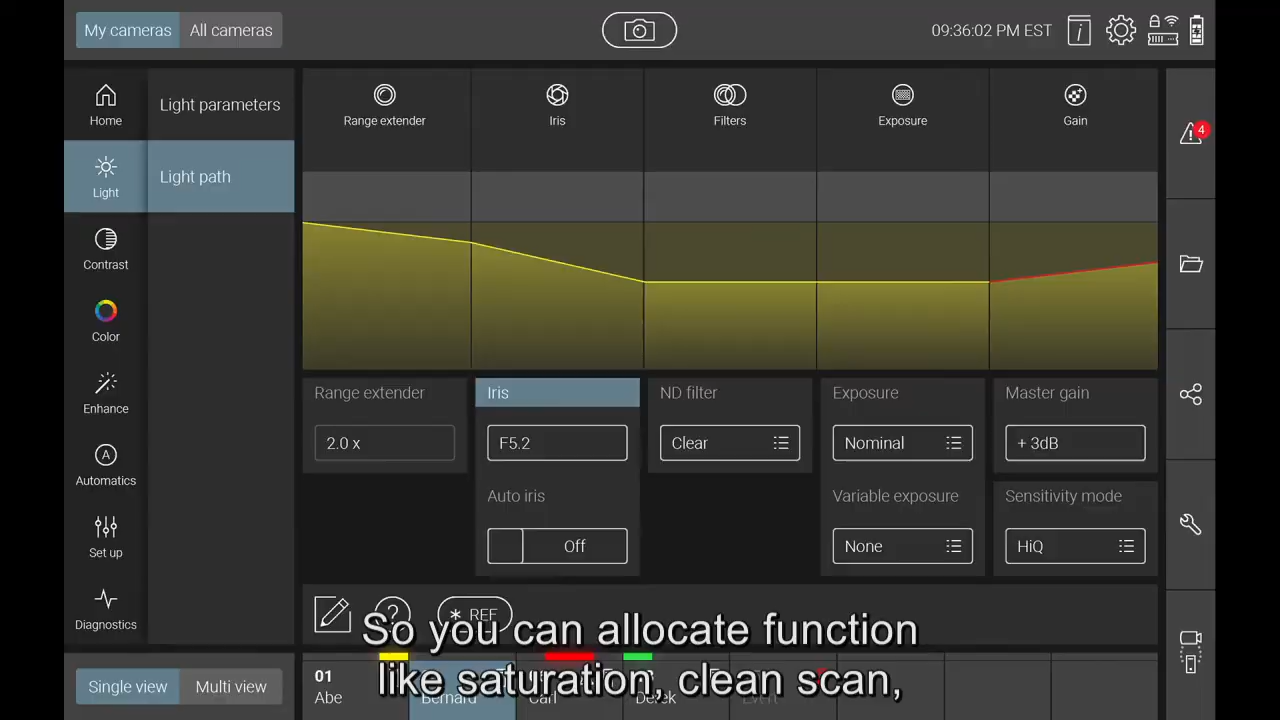 My cameras All cameras
09:36:02 PM EST
i
Home
Light parameters
Range extender
Iris
Filters
Exposure
Gain
4
Light
Light path
Contrast
Color
Enhance
Range extender
Iris
ND filter
Exposure
Master gain
2.0 x
F5.2
Clear
Nominal
+ 3dB
A
Automatics
Auto iris
Variable exposure
Sensitivity mode
Off
None
HiQ
Set up
Diagnostics
? * REF
So you can allocate function
like saturation, clean scan,
Single view Multi view
01
Abe
Bernard
Carl
Derek